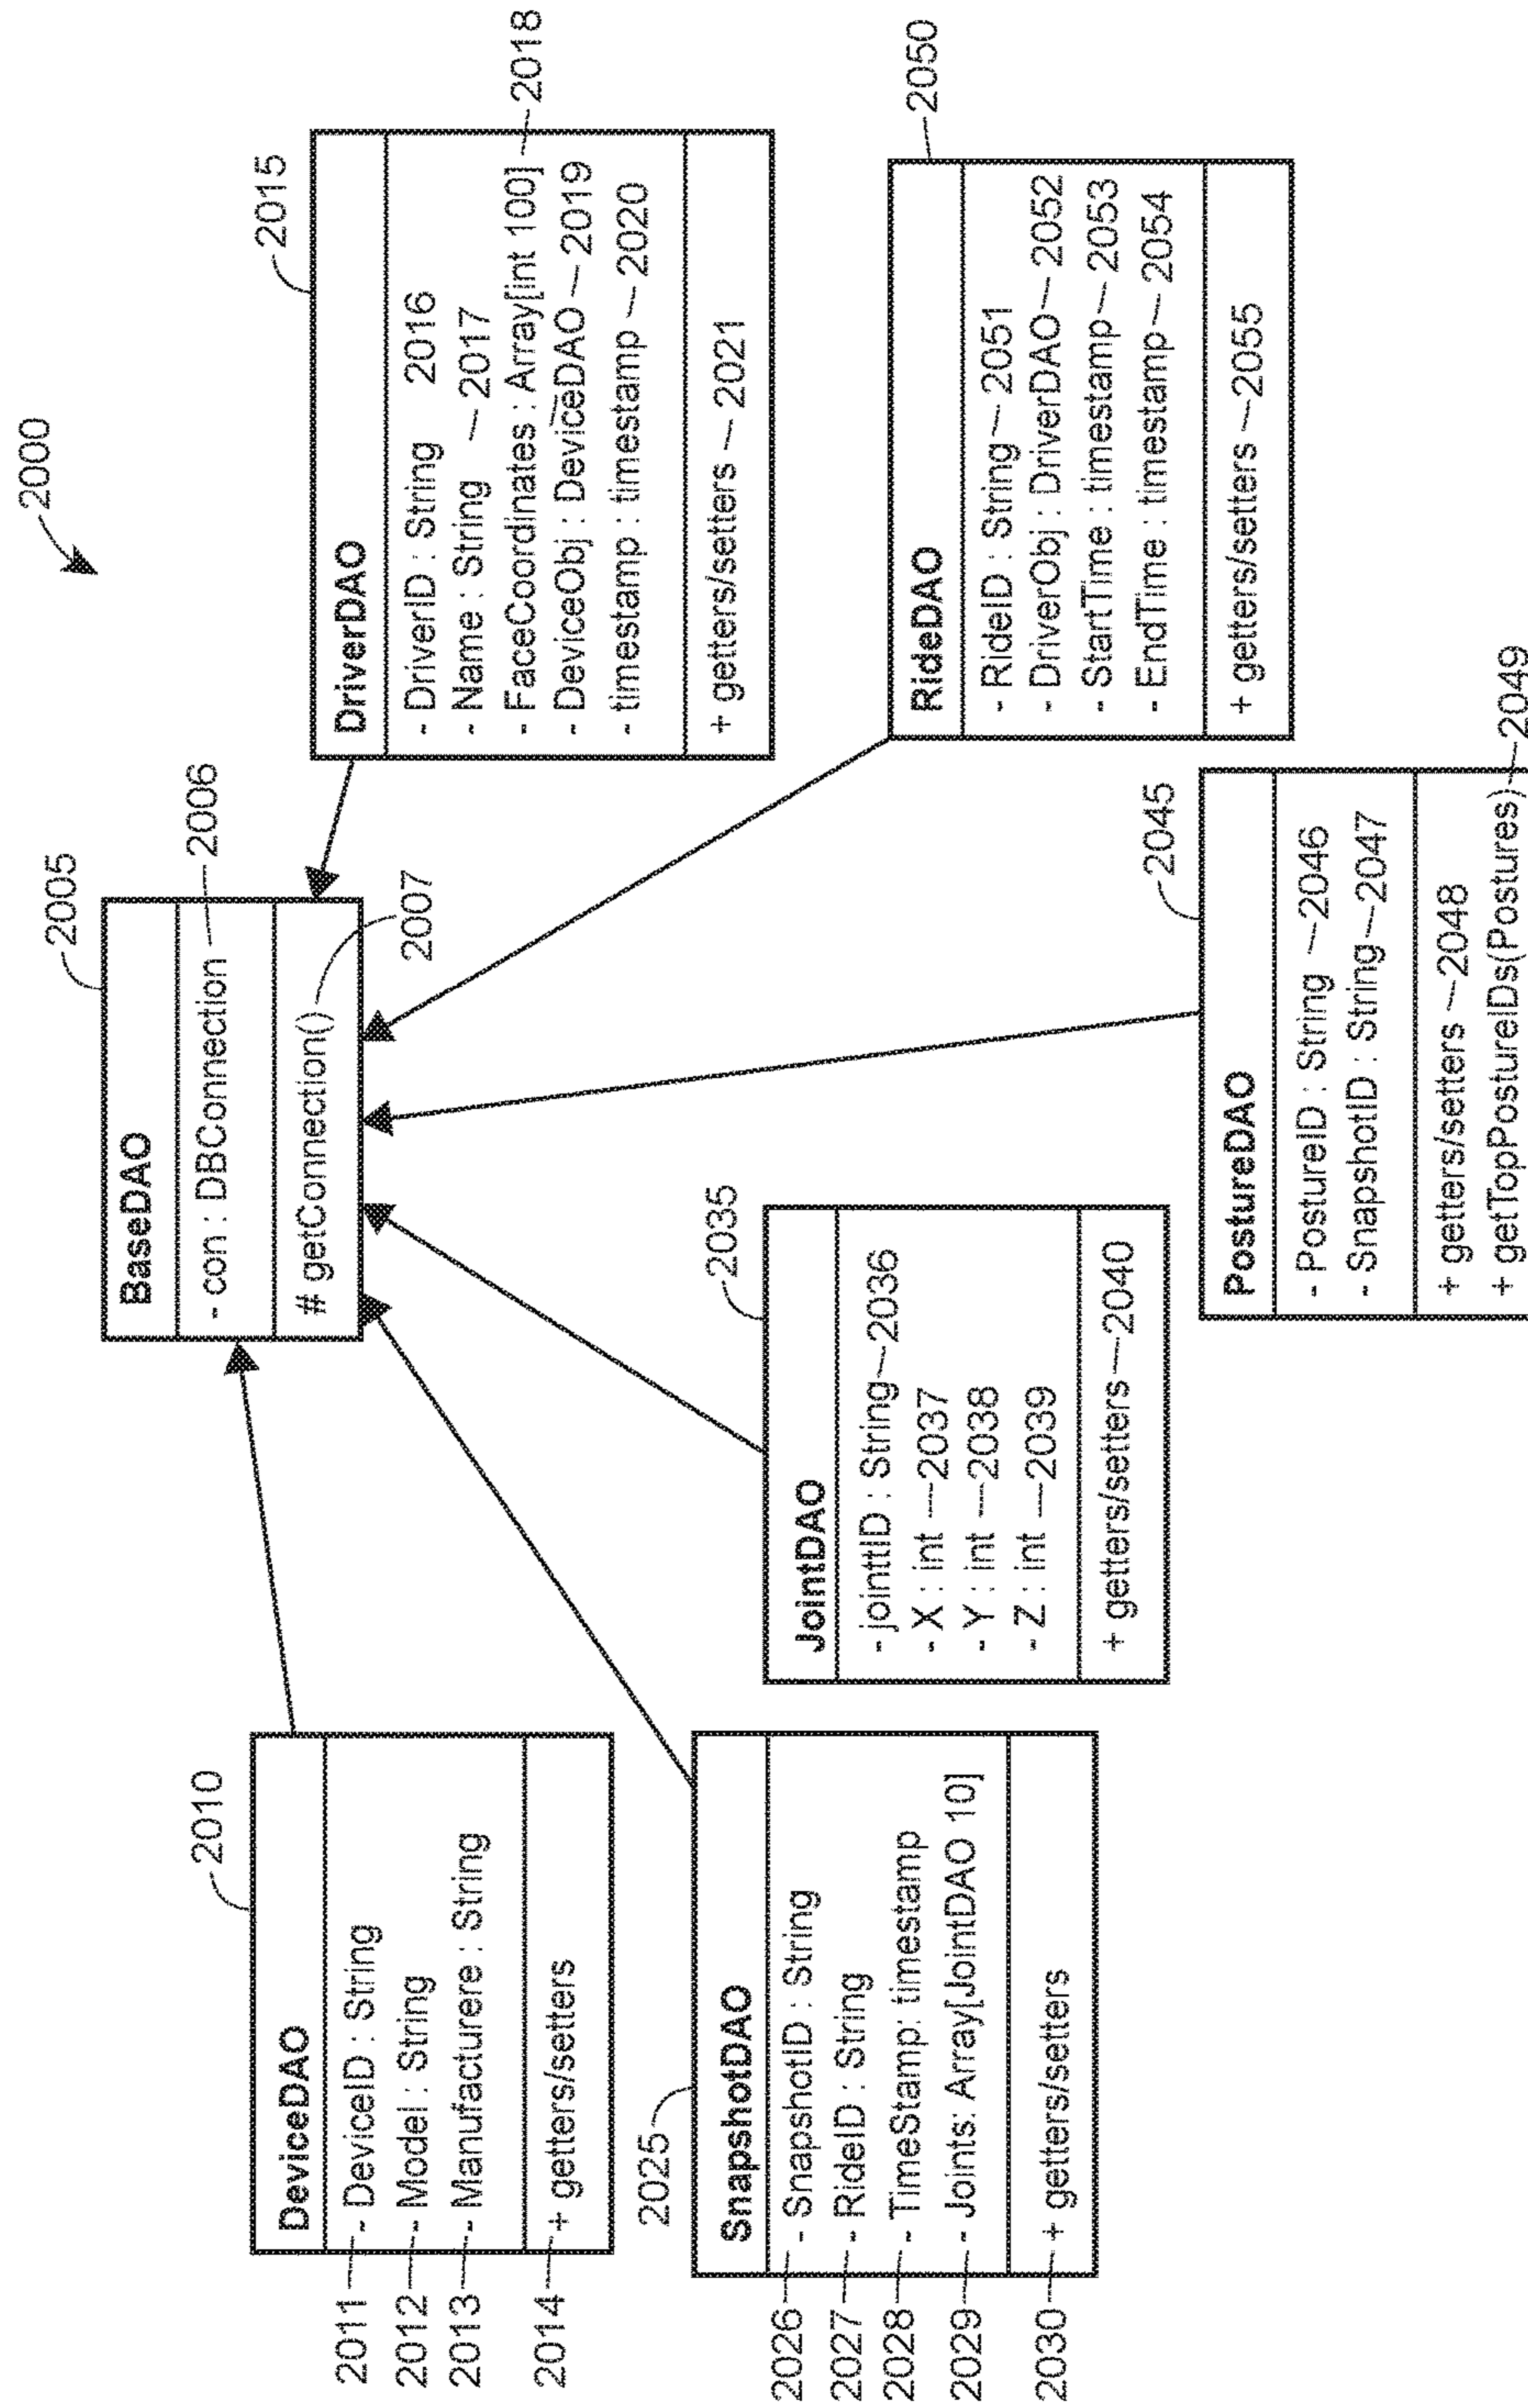 2000
2005
BaseDAO
- con : DBConnection 2006
# getConnection()
2007
2010
DeviceDAO
2011 - DeviceID : String
2012 - Model : String
2013 - Manufacturere : String
2014 + getters/setters
2015
DriverDAO
- DriverID : String 2016
- Name : String 2017
- FaceCoordinates : Array[int 100] 2018
- DeviceObj : DeviceDAO 2019
- timestamp : timestamp 2020
+ getters/setters 2021
2025
SnapshotDAO
2026 - SnapshotID : String
2027 - RideID : String
2028 - TimeStamp: timestamp
2029 - Joints: Array[JointDAO 10]
2030 + getters/setters
2035
JointDAO
- jointtID : String 2036
- X : int 2037
- Y : int 2038
- Z : int 2039
+ getters/setters 2040
2045
PostureDAO
- PostureID : String 2046
- SnapshotID : String 2047
+ getters/setters 2048
+ getTopPostureIDs(Postures) 2049
2050
RideDAO
- RideID : String 2051
- DriverObj : DriverDAO 2052
- StartTime : timestamp 2053
- EndTime : timestamp 2054
+ getters/setters 2055